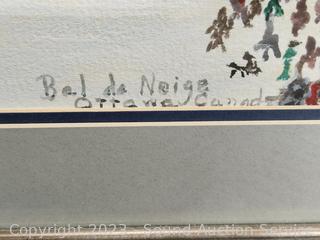 Bal de Neige
Ottawa Canada
Copyright 2023 - Sound Auction Service